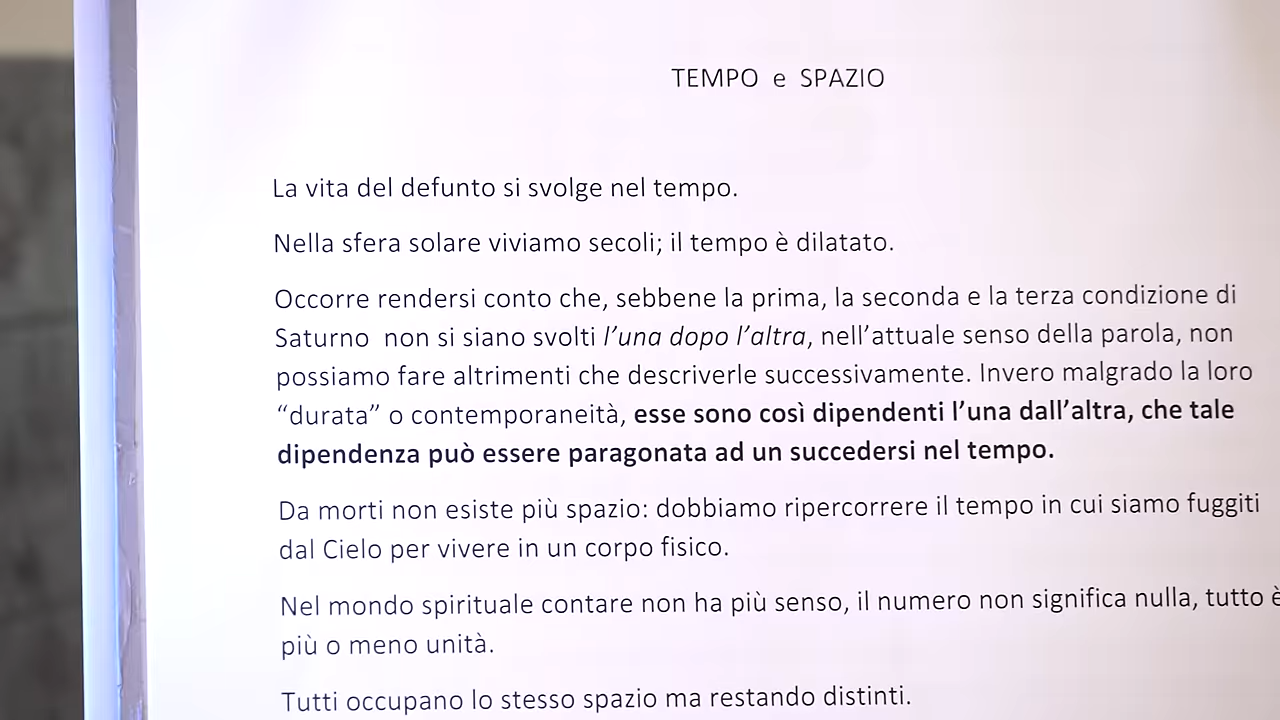 TEMPO e SPAZIO
La vita del defunto si svolge nel tempo.
Nella sfera solare viviamo secoli; il tempo è dilatato.
Occorre rendersi conto che, sebbene la prima, la seconda e la terza condizione di
Saturno non si siano svolti l’una dopo l’altra, nell’attuale senso della parola, non
possiamo fare altrimenti che descriverle successivamente. Invero malgrado la loro
“durata” o contemporaneità, esse sono così dipendenti l’una dall’altra, che tale
dipendenza può essere paragonata ad un succedersi nel tempo.
Da morti non esiste più spazio: dobbiamo ripercorrere il tempo in cui siamo fuggiti
dal Cielo per vivere in un corpo fisico.
Nel mondo spirituale contare non ha più senso, il numero non significa nulla, tutto è
più o meno unità.
Tutti occupano lo stesso spazio ma restando distinti.